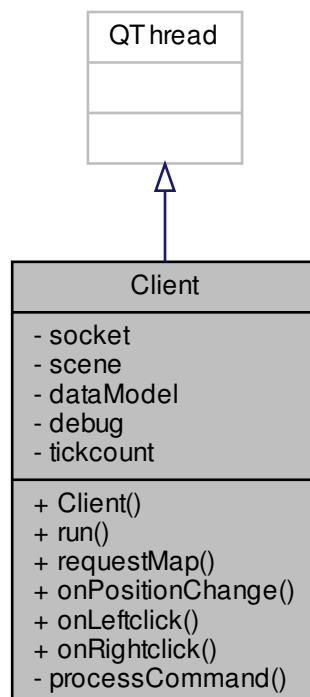 QThread
Client
- socket
- scene
- dataModel
- debug
- tickcount
+ Client()
+ run()
+ requestMap()
+ onPositionChange()
+ onLeftclick()
+ onRightclick()
- processCommand()